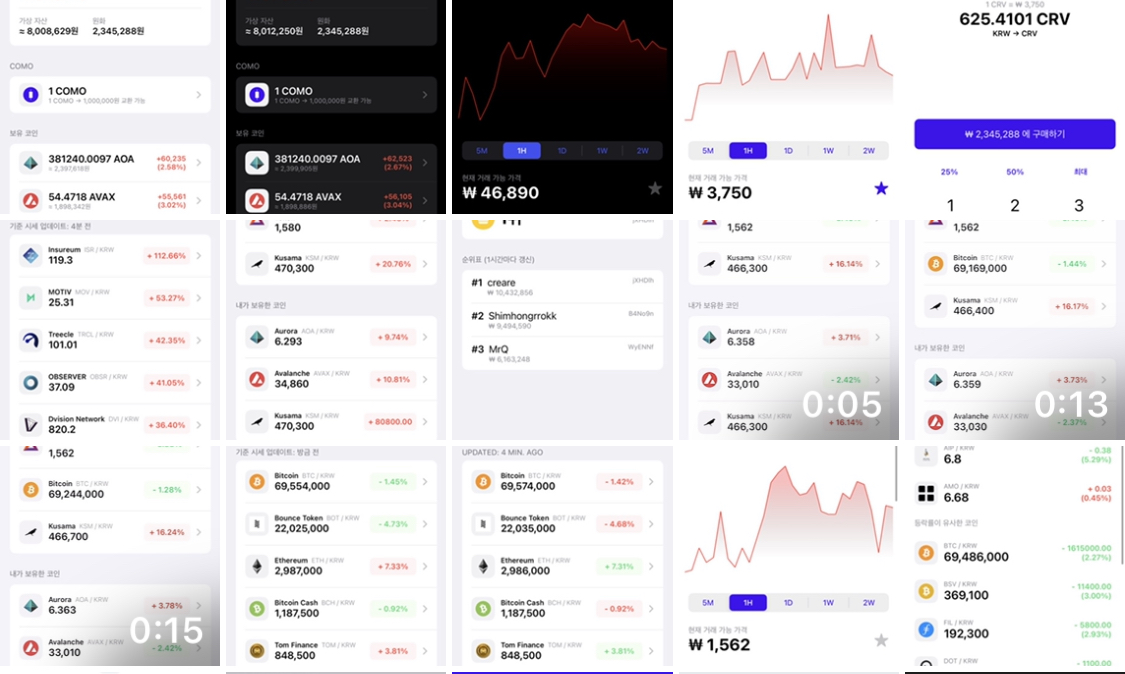 가상 자산 원화
≈ 8,008,629원 2,345,288원
COMO
1 COMO
1 COMO → 1,000,000원 교환 가능
보유 코인
381240.0097 AOA +60,235
≈ 2,397,618원 (2.58%)
54.4718 AVAX +55,561
≈ 1,898,342원 (3.02%)
가상 자산 원화
≈ 8,012,250원 2,345,288원
COMO
1 COMO
1 COMO → 1,000,000원 교환 가능
보유 코인
381240.0097 AOA +62,523
≈ 2,399,905원 (2.67%)
54.4718 AVAX +56,105
≈ 1,898,886원 (3.04%)
5M 1H 1D 1W 2W
현재 거래 가능 가격
₩ 46,890
5M 1H 1D 1W 2W
현재 거래 가능 가격
₩ 3,750
1 CRV = ₩ 3,750
625.4101 CRV
KRW → CRV
₩ 2,345,288 에 구매하기
25% 50% 최대
1 2 3
기준 시세 업데이트: 4분 전
Insureum ISR / KRW
119.3 + 112.66%
MOTIV MOV / KRW
25.31 + 53.27%
Treecle TRCL / KRW
101.01 + 42.35%
OBSERVER OBSR / KRW
37.09 + 41.05%
Dvision Network DVI / KRW
820.2 + 36.40%
1,580
Kusama KSM / KRW
470,300 + 20.76%
내가 보유한 코인
Aurora AOA / KRW
6.293 + 9.74%
Avalanche AVAX / KRW
34,860 + 10.81%
Kusama KSM / KRW
470,300 + 80800.00
순위표 (1시간마다 갱신)
#1 creare jXHDlh
₩ 10,432,856
#2 Shimhongrrokk B4No9n
₩ 9,494,590
#3 MrQ WyENNf
₩ 6,163,248
1,562
Kusama KSM / KRW
466,300 + 16.14%
내가 보유한 코인
Aurora AOA / KRW
6.358 + 3.71%
Avalanche AVAX / KRW
33,010 - 2.42%
Kusama KSM / KRW
466,300 + 16.14%
0:05
1,562
Bitcoin BTC / KRW
69,169,000 - 1.44%
Kusama KSM / KRW
466,400 + 16.17%
내가 보유한 코인
Aurora AOA / KRW
6.359 + 3.73%
Avalanche AVAX / KRW
33,030 - 2.37%
0:13
1,562
Bitcoin BTC / KRW
69,244,000 - 1.28%
Kusama KSM / KRW
466,700 + 16.24%
내가 보유한 코인
Aurora AOA / KRW
6.363 + 3.78%
Avalanche AVAX / KRW
33,010 - 2.42%
0:15
기준 시세 업데이트: 방금 전
Bitcoin BTC / KRW
69,554,000 - 1.45%
Bounce Token BOT / KRW
22,025,000 - 4.73%
Ethereum ETH / KRW
2,987,000 + 7.33%
Bitcoin Cash BCH / KRW
1,187,500 - 0.92%
Tom Finance TOM / KRW
848,500 + 3.81%
UPDATED: 4 MIN. AGO
Bitcoin BTC / KRW
69,574,000 - 1.42%
Bounce Token BOT / KRW
22,035,000 - 4.68%
Ethereum ETH / KRW
2,986,000 + 7.31%
Bitcoin Cash BCH / KRW
1,187,500 - 0.92%
Tom Finance TOM / KRW
848,500 + 3.81%
5M 1H 1D 1W 2W
현재 거래 가능 가격
₩ 1,562
6.8 - 0.38
(5.29%)
AMO / KRW + 0.03
6.68 (0.45%)
등락률이 유사한 코인
BTC / KRW - 1615000.00
69,486,000 (2.27%)
BSV / KRW - 11400.00
369,100 (3.00%)
FIL / KRW - 5800.00
192,300 (2.93%)
DOT / KRW - 1100.00